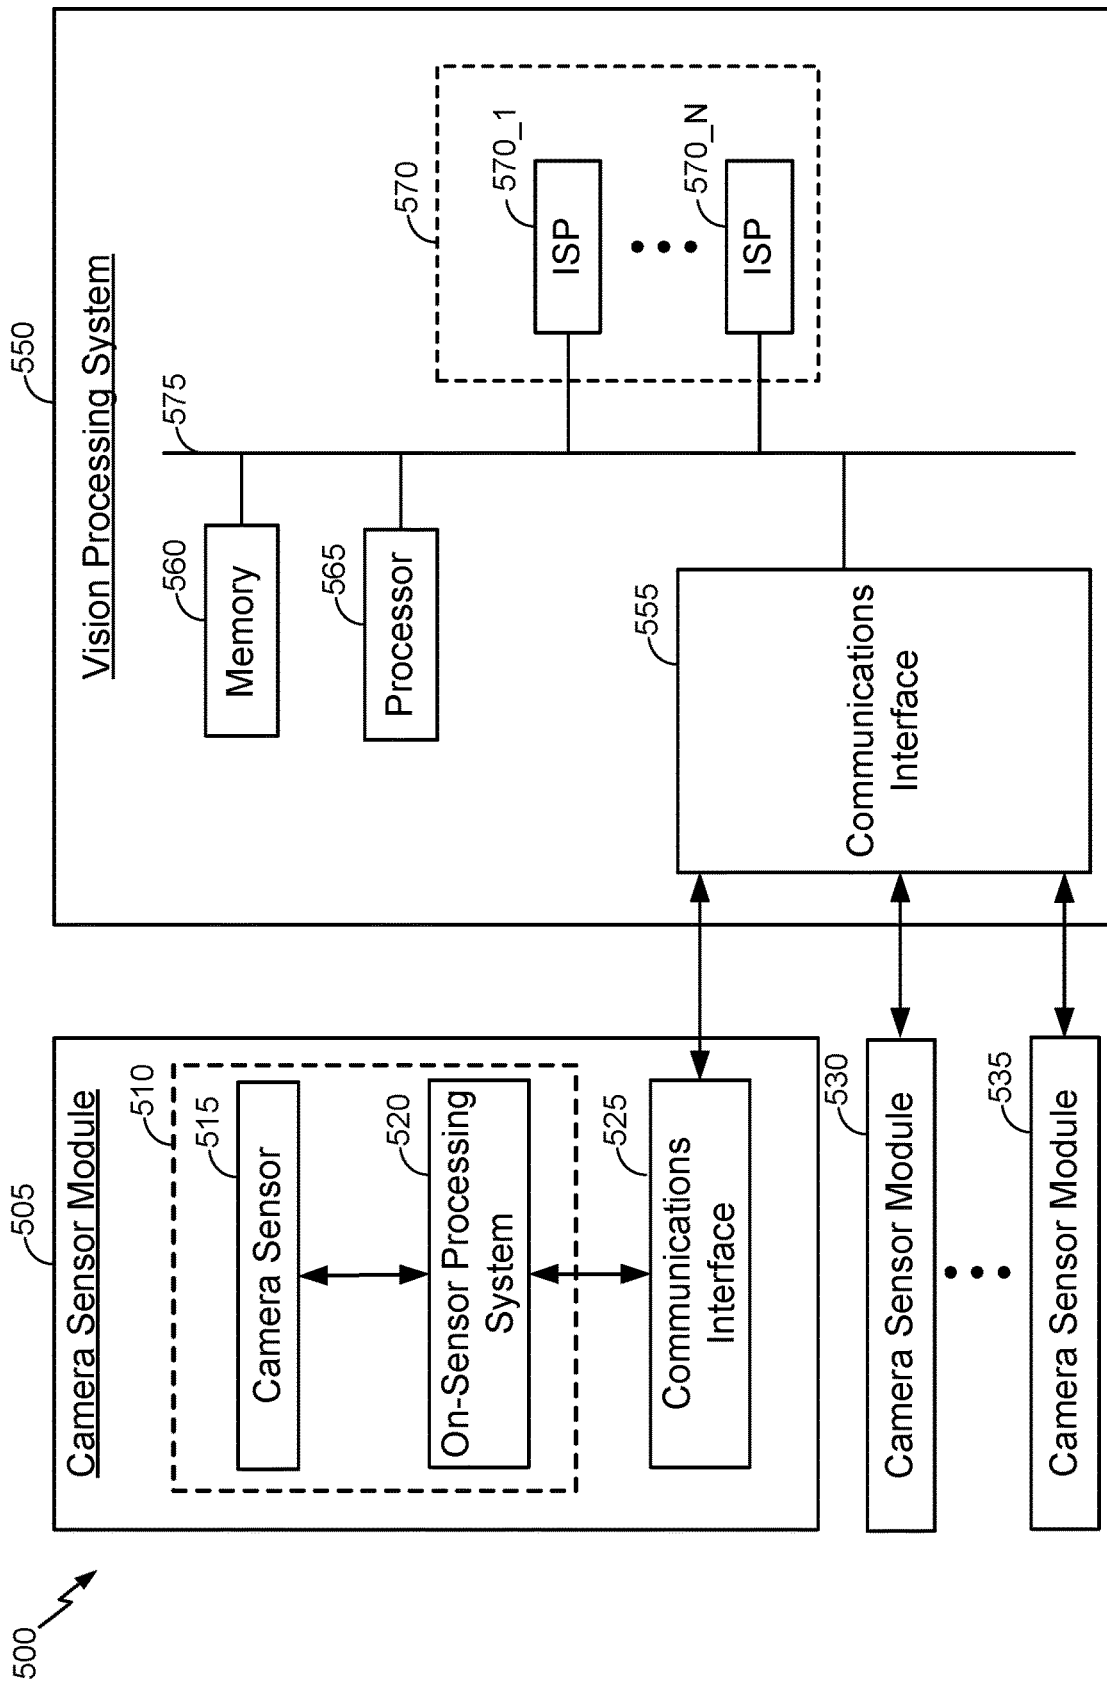 500
505
Camera Sensor Module
510
515
Camera Sensor
520
On-Sensor Processing
System
525
Communications
Interface
530
Camera Sensor Module
535
Camera Sensor Module
550
Vision Processing System
575
560
Memory
565
Processor
570
570_1
ISP
570_N
ISP
555
Communications
Interface